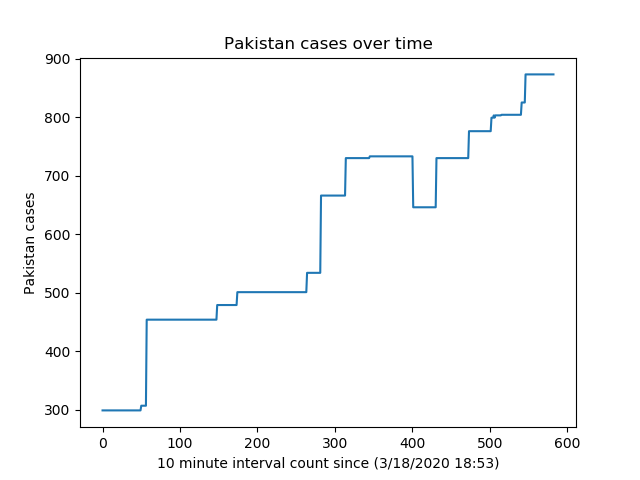 Pakistan cases over time
900
800
700
600
500
400
300
Pakistan cases
0 100 200 300 400 500 600
10 minute interval count since (3/18/2020 18:53)